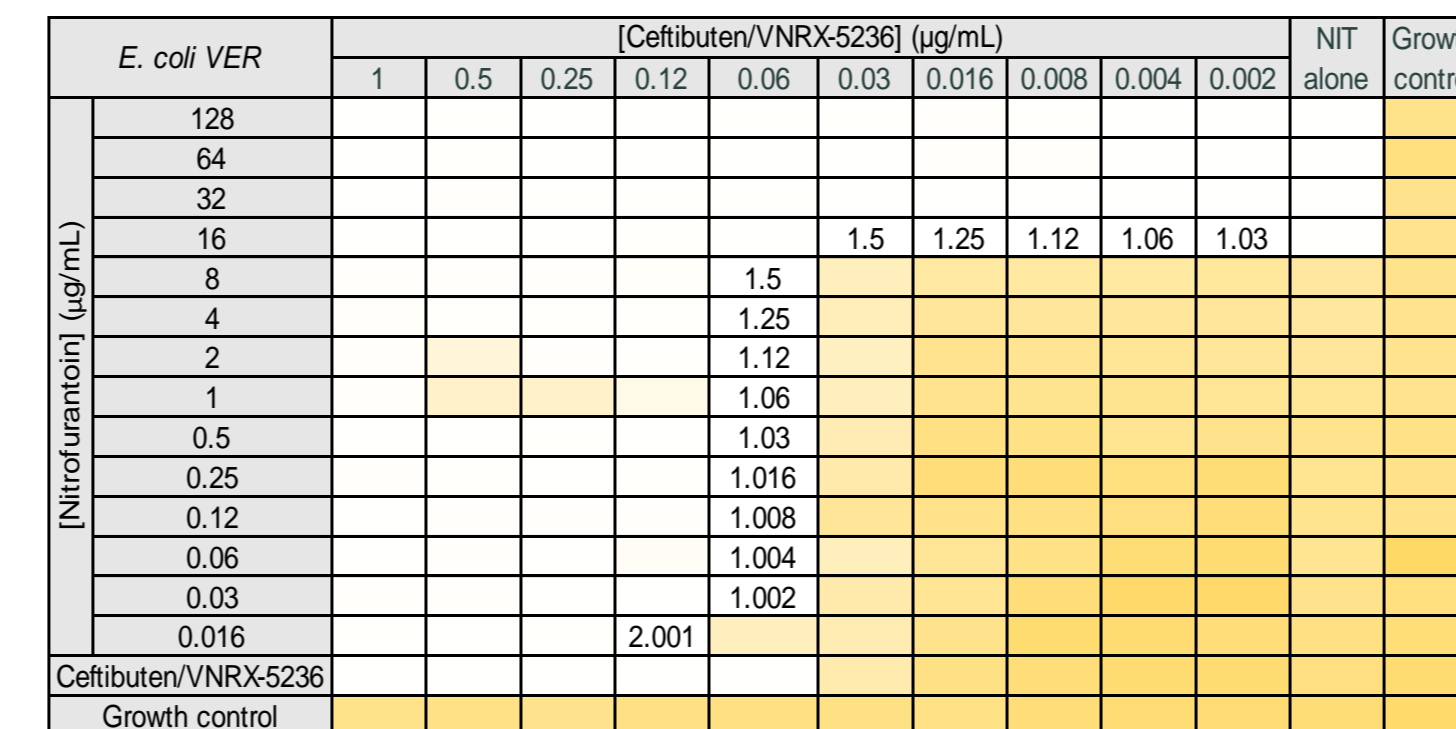 E. coli VER [Ceftibuten/VNRX-5236] (µg/mL) NIT alone
1 0.5 0.25 0.12 0.06 0.03 0.016 0.008 0.004 0.002
[Nitrofurantoin] (µg/mL)
128
64
32
16 1.5 1.25 1.12 1.06 1.03
8 1.5
4 1.25
2 1.12
1 1.06
0.5 1.03
0.25 1.016
0.12 1.008
0.06 1.004
0.03 1.002
0.016 2.001
Ceftibuten/VNRX-5236
Growth control